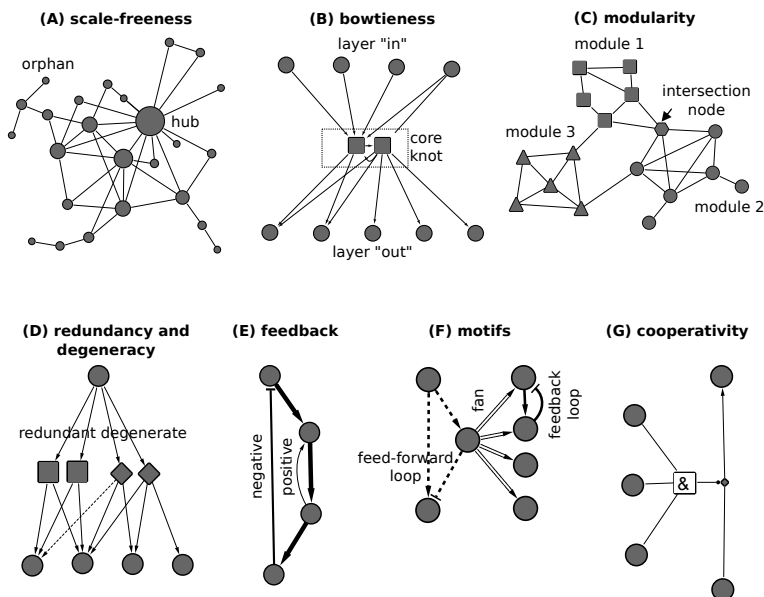 (A) scale-freeness
orphan
hub
(B) bowtieness
layer "in"
core
knot
layer "out"
(C) modularity
module 1
intersection
node
module 3
module 2
(D) redundancy and
degeneracy
redundant
degenerate
(E) feedback
negative
positive
(F) motifs
fan
feedback
loop
feed-forward
loop
(G) cooperativity
&